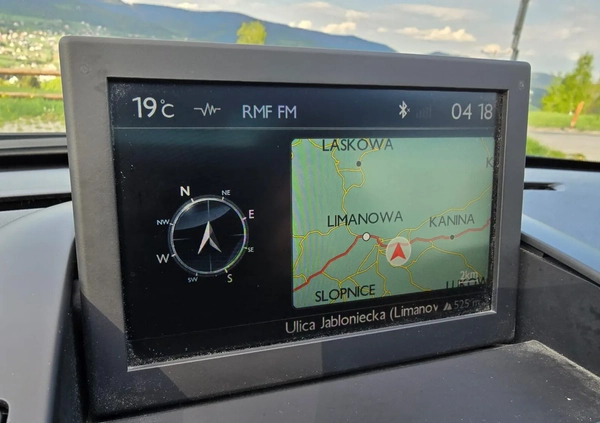 19°C RMF FM 04 18
LASKOWA
K
N
NE
NW
E
W
SE
SW
S
LIMANOWA
KANINA
2km
SLOPNICE
Ulica Jabloniecka (Limanov 525 m